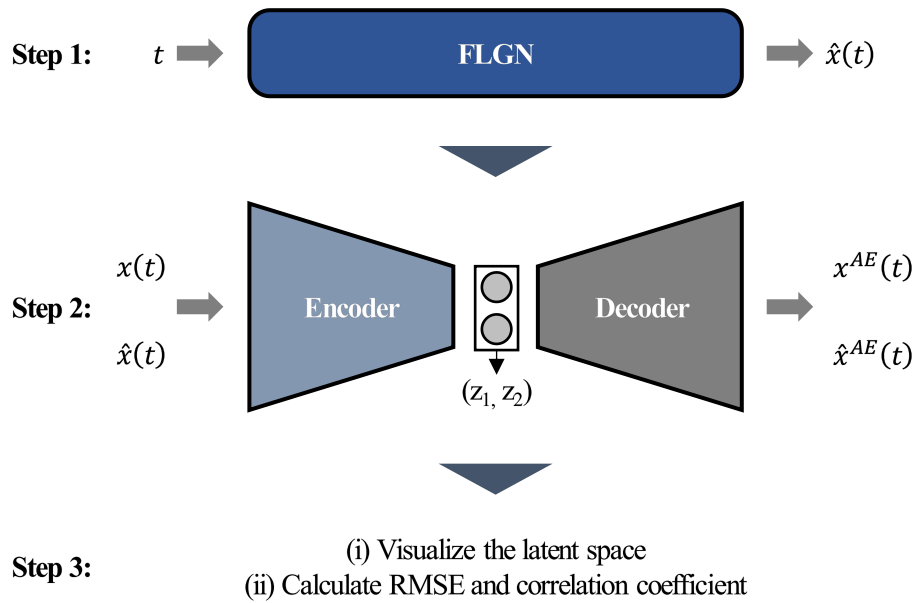 Step 1: t FLGN x̂(t)
x(t) x^{AE}(t)
Step 2: Encoder Decoder
x̂(t) x̂^{AE}(t)
(z₁, z₂)
(i) Visualize the latent space
Step 3:
(ii) Calculate RMSE and correlation coefficient